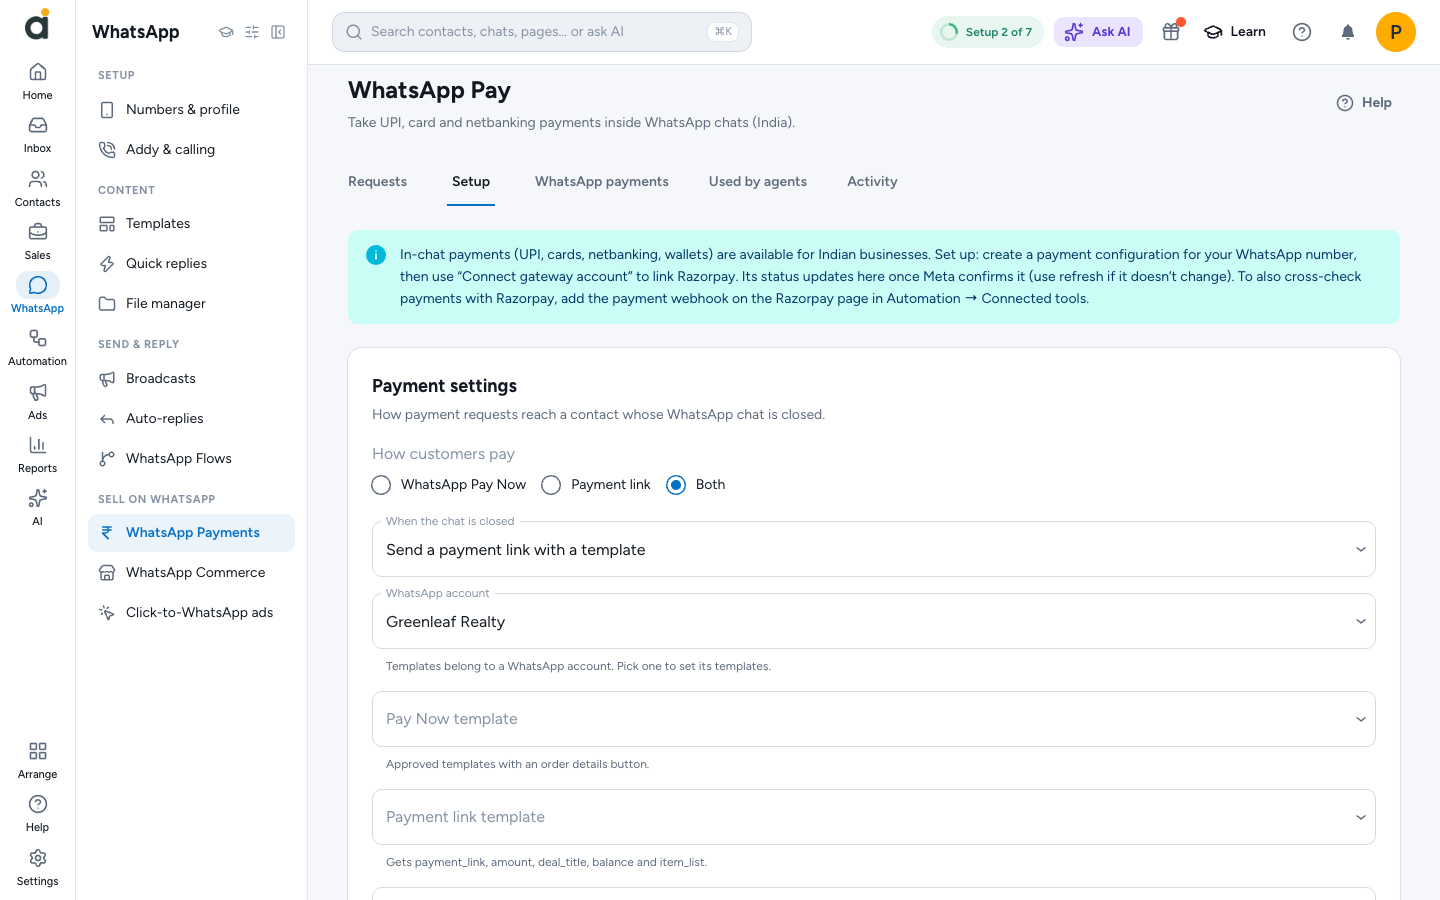 WhatsApp
Search contacts, chats, pages... or ask AI
⌘K
Setup 2 of 7
Ask AI
Learn
P
Home
Inbox
Contacts
Sales
WhatsApp
Automation
Ads
Reports
AI
Arrange
Help
Settings
SETUP
Numbers & profile
Addy & calling
CONTENT
Templates
Quick replies
File manager
SEND & REPLY
Broadcasts
Auto-replies
WhatsApp Flows
SELL ON WHATSAPP
WhatsApp Payments
WhatsApp Commerce
Click-to-WhatsApp ads
WhatsApp Pay
Take UPI, card and netbanking payments inside WhatsApp chats (India).
Help
Requests
Setup
WhatsApp payments
Used by agents
Activity
In-chat payments (UPI, cards, netbanking, wallets) are available for Indian businesses. Set up: create a payment configuration for your WhatsApp number,
then use “Connect gateway account” to link Razorpay. Its status updates here once Meta confirms it (use refresh if it doesn’t change). To also cross-check
payments with Razorpay, add the payment webhook on the Razorpay page in Automation → Connected tools.
Payment settings
How payment requests reach a contact whose WhatsApp chat is closed.
How customers pay
WhatsApp Pay Now
Payment link
Both
When the chat is closed
Send a payment link with a template
WhatsApp account
Greenleaf Realty
Templates belong to a WhatsApp account. Pick one to set its templates.
Pay Now template
Approved templates with an order details button.
Payment link template
Gets payment_link, amount, deal_title, balance and item_list.